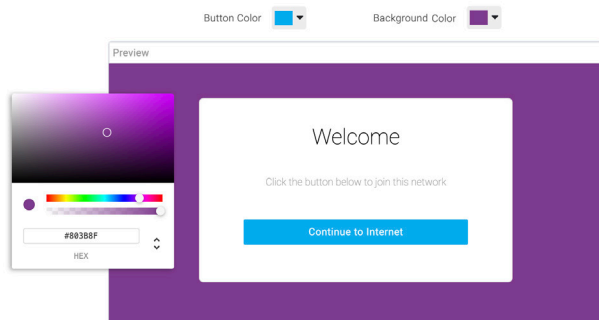 Button Color
Background Color
Preview
Welcome
Click the button below to join this network
Continue to Internet
#803B8F
HEX